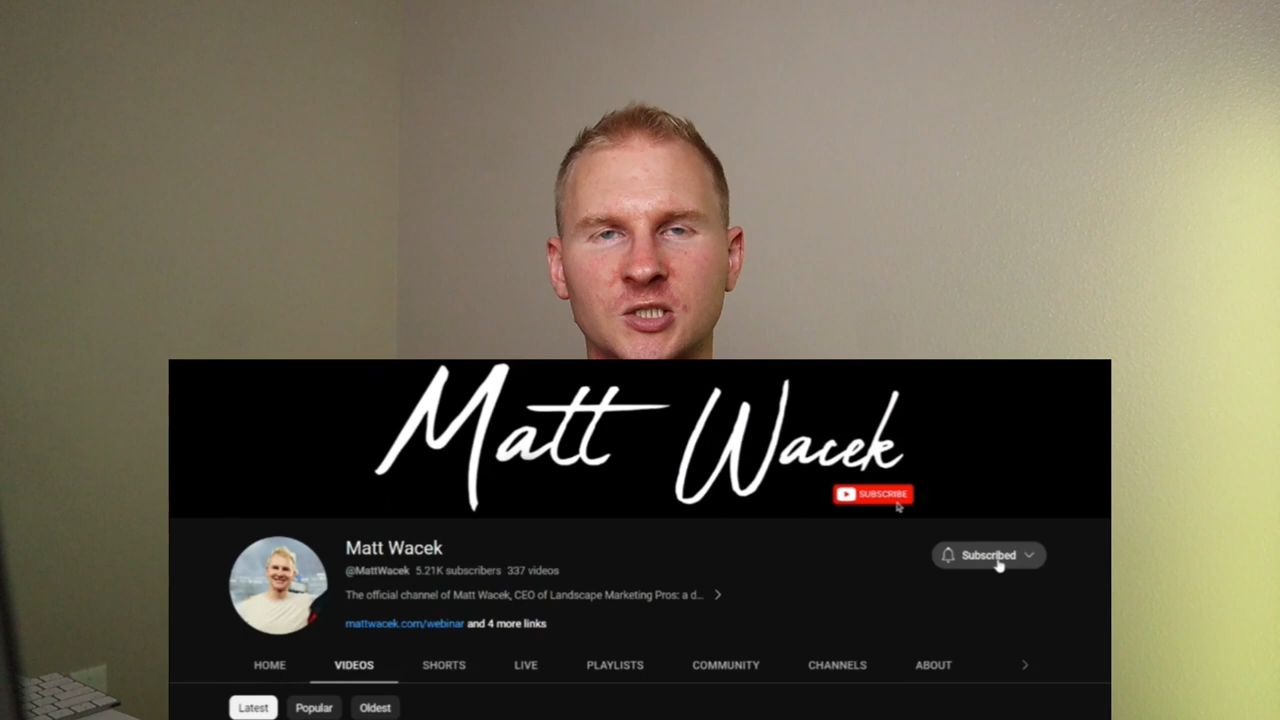 Matt Wacek
SUBSCRIBE
Matt Wacek
@MattWacek 5.21K subscribers 337 videos
Subscribed
The official channel of Matt Wacek, CEO of Landscape Marketing Pros: a d...
mattwacek.com/webinar and 4 more links
HOME VIDEOS SHORTS LIVE PLAYLISTS COMMUNITY CHANNELS ABOUT
Latest Popular Oldest